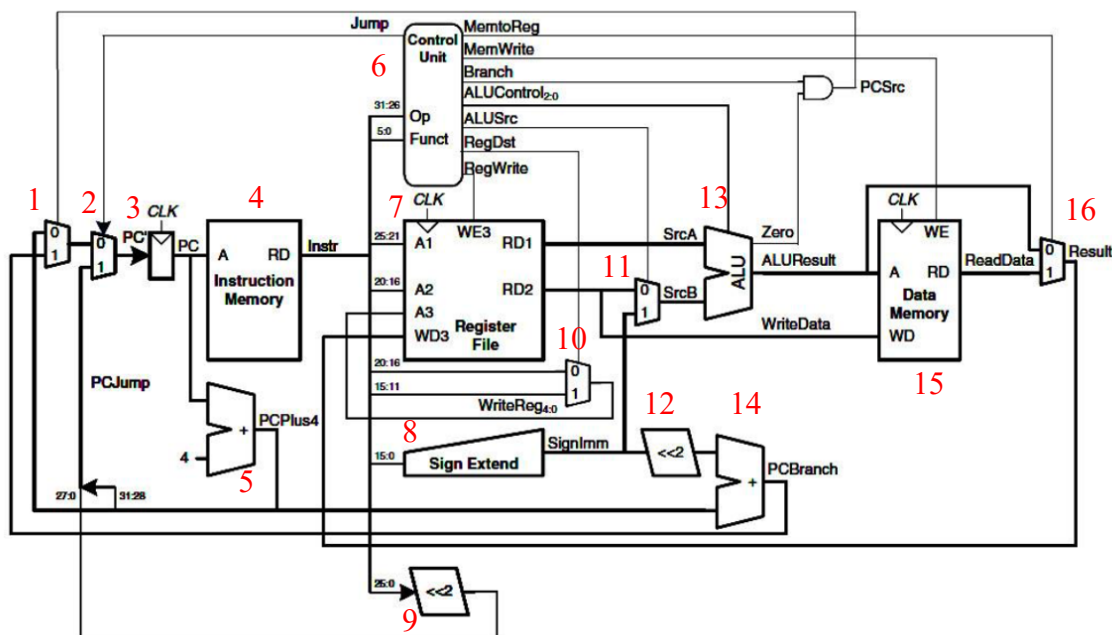 Jump
Control
Unit
MemtoReg
MemWrite
Branch
ALUControl2:0
ALUSrc
RegDst
RegWrite
Op
Funct
31:26
5:0
6
PCSrc
1
2
3
4
7
13
16
CLK
PC'
PC
0
1
0
1
A RD
Instruction
Memory
Instr
25:21
20:16
20:16
15:11
15:0
CLK
A1 WE3 RD1
A2 RD2
A3
WD3
Register
File
SrcA
11
0
1
SrcB
ALU
Zero
ALUResult
WriteData
CLK
WE
A RD
Data
Memory
WD
15
ReadData
0
1
Result
10
0
1
WriteReg4:0
PCJump
4
+
PCPlus4
5
8
Sign Extend
SignImm
12
<<2
14
+
PCBranch
27:0
31:28
25:0
<<2
9